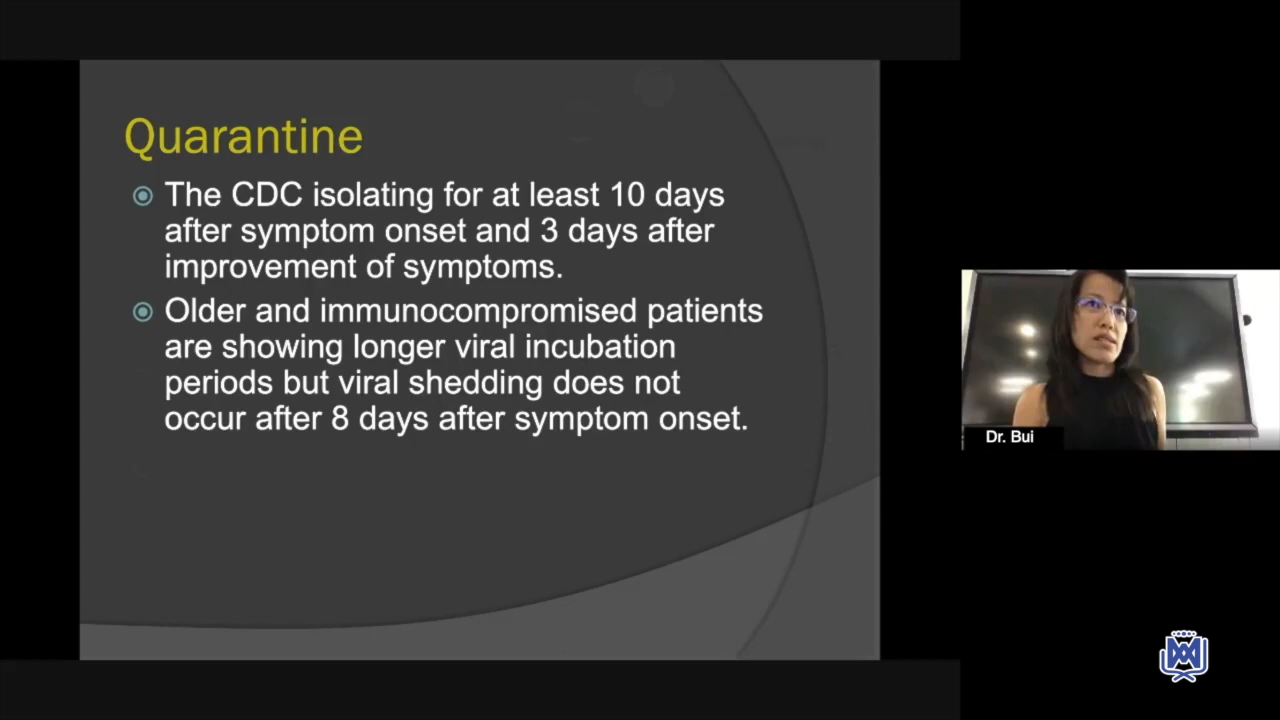 Quarantine
The CDC isolating for at least 10 days
after symptom onset and 3 days after
improvement of symptoms.
Older and immunocompromised patients
are showing longer viral incubation
periods but viral shedding does not
occur after 8 days after symptom onset.
Dr. Bui